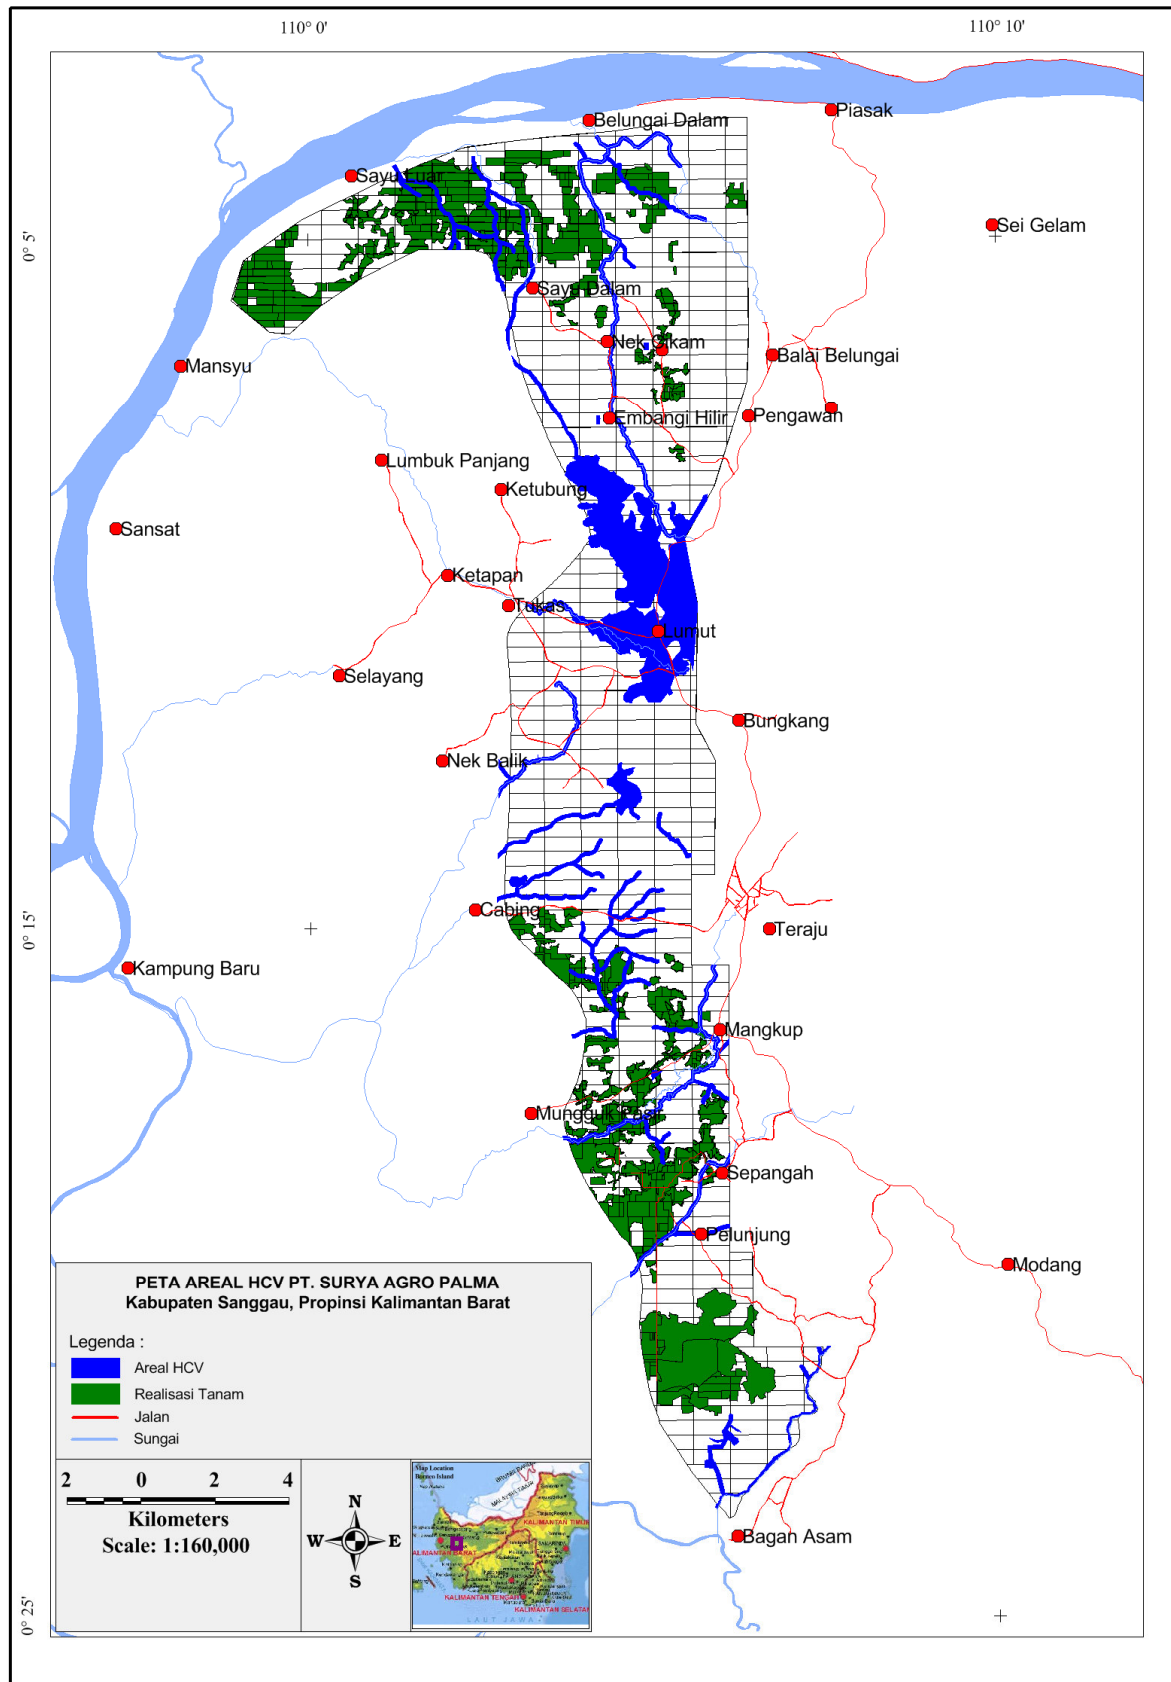 110° 0'
110° 10'
Piasak
Belungai Dalam
Sayu Luar
Sei Gelam
0° 5'
Sayu Dalam
Nek Oikam
Balai Belungai
Mansyu
Embangi Hilir
Pengawan
Lumbuk Panjang
Ketubung
Sansat
Ketapan
Tukas
Lumut
Selayang
Bungkang
Nek Balik
Cabing
0° 15'
Teraju
Kampung Baru
Mangkup
Mungguk Pasir
Sepangah
Pelunjung
Modang
PETA AREAL HCV PT. SURYA AGRO PALMA
Kabupaten Sanggau, Propinsi Kalimantan Barat
Legenda :
Areal HCV
Realisasi Tanam
Jalan
Sungai
2 0 2 4
Kilometers
Scale: 1:160,000
N
W E
S
Map Location
Borneo Island
KALIMANTAN TIMUR
KALIMANTAN BARAT
KALIMANTAN TENGAH
KALIMANTAN SELATAN
LAUT JAWA
Bagan Asam
0° 25'